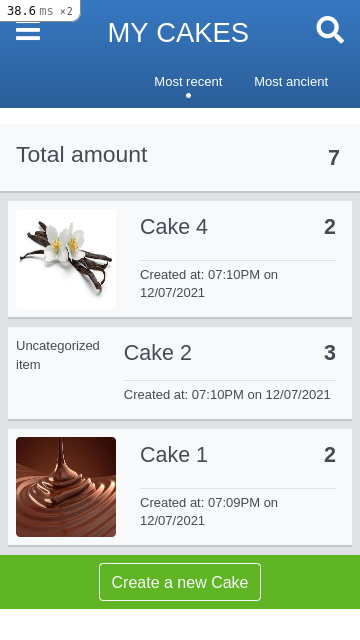 38.6 ms ×2
MY CAKES
Most recent
Most ancient
Total amount
7
Cake 4
2
Created at: 07:10PM on
12/07/2021
Uncategorized
item
Cake 2
3
Created at: 07:10PM on 12/07/2021
Cake 1
2
Created at: 07:09PM on
12/07/2021
Create a new Cake